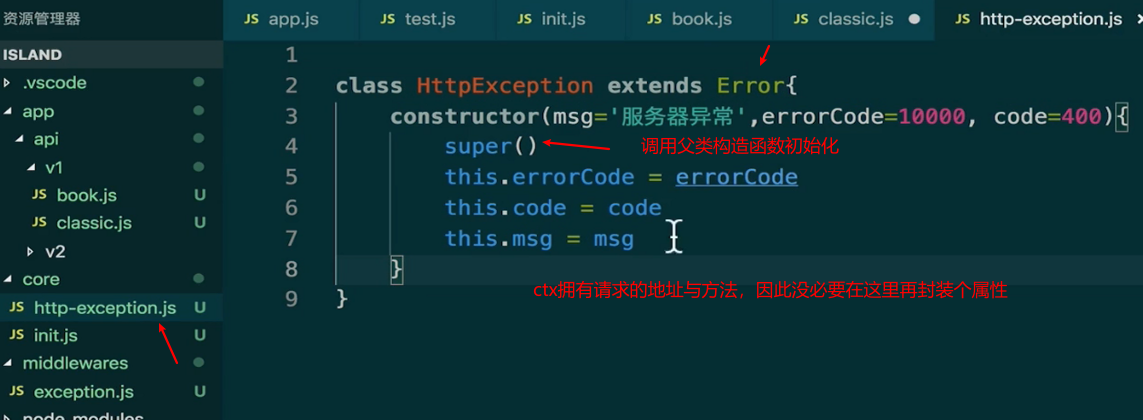 资源管理器
JS app.js
JS test.js
JS init.js
JS book.js
JS classic.js
JS http-exception.js
ISLAND
.vscode
app
api
v1
JS book.js U
JS classic.js U
v2
core
JS http-exception.js U
JS init.js U
middlewares
JS exception.js U
node_modules
1
2 class HttpException extends Error{
3 constructor(msg='服务器异常',errorCode=10000, code=400){
4 super() 调用父类构造函数初始化
5 this.errorCode = errorCode
6 this.code = code
7 this.msg = msg
8 }
ctx拥有请求的地址与方法，因此没必要在这里再封装个属性
9 }